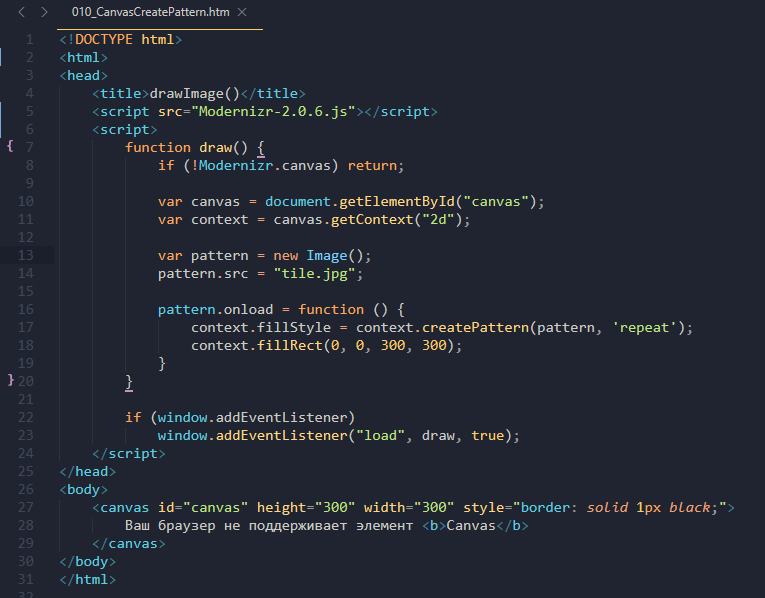 010_CanvasCreatePattern.htm
1 <!DOCTYPE html>
2 <html>
3 <head>
4     <title>drawImage()</title>
5     <script src="Modernizr-2.0.6.js"></script>
6     <script>
7         function draw() {
8             if (!Modernizr.canvas) return;
9
10             var canvas = document.getElementById("canvas");
11             var context = canvas.getContext("2d");
12
13             var pattern = new Image();
14             pattern.src = "tile.jpg";
15
16             pattern.onload = function () {
17                 context.fillStyle = context.createPattern(pattern, 'repeat');
18                 context.fillRect(0, 0, 300, 300);
19             }
20         }
21
22         if (window.addEventListener)
23             window.addEventListener("load", draw, true);
24     </script>
25 </head>
26 <body>
27     <canvas id="canvas" height="300" width="300" style="border: solid 1px black;">
28         Ваш браузер не поддерживает элемент <b>Canvas</b>
29     </canvas>
30 </body>
31 </html>
32